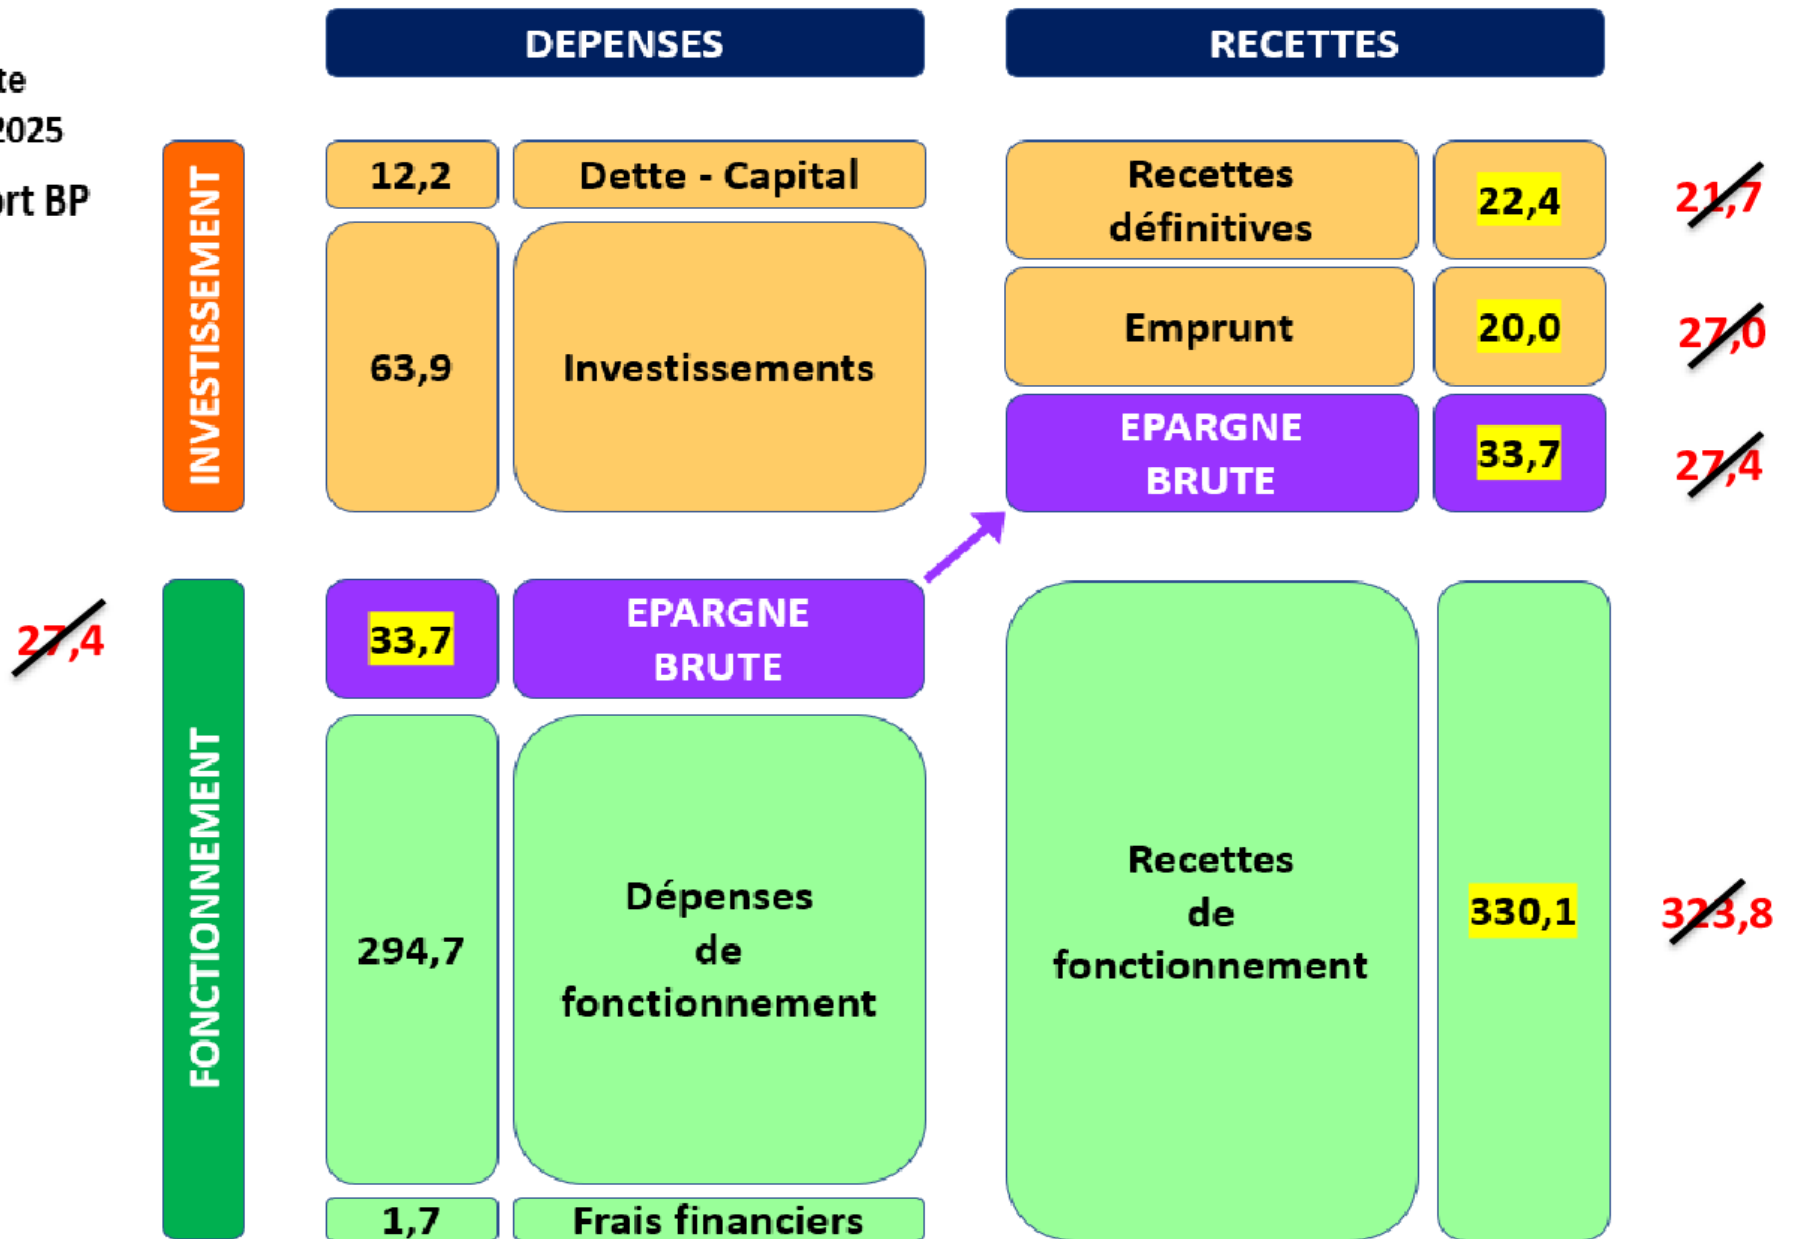 DEPENSES
RECETTES
2025
BP
INVESTISSEMENT
12,2
Dette - Capital
63,9
Investissements
Recettes
définitives
22,4
21,7
Emprunt
20,0
27,0
EPARGNE
BRUTE
33,7
27,4
27,4
FONCTIONNEMENT
33,7
EPARGNE
BRUTE
294,7
Dépenses
de
fonctionnement
1,7
Frais financiers
Recettes
de
fonctionnement
330,1
323,8